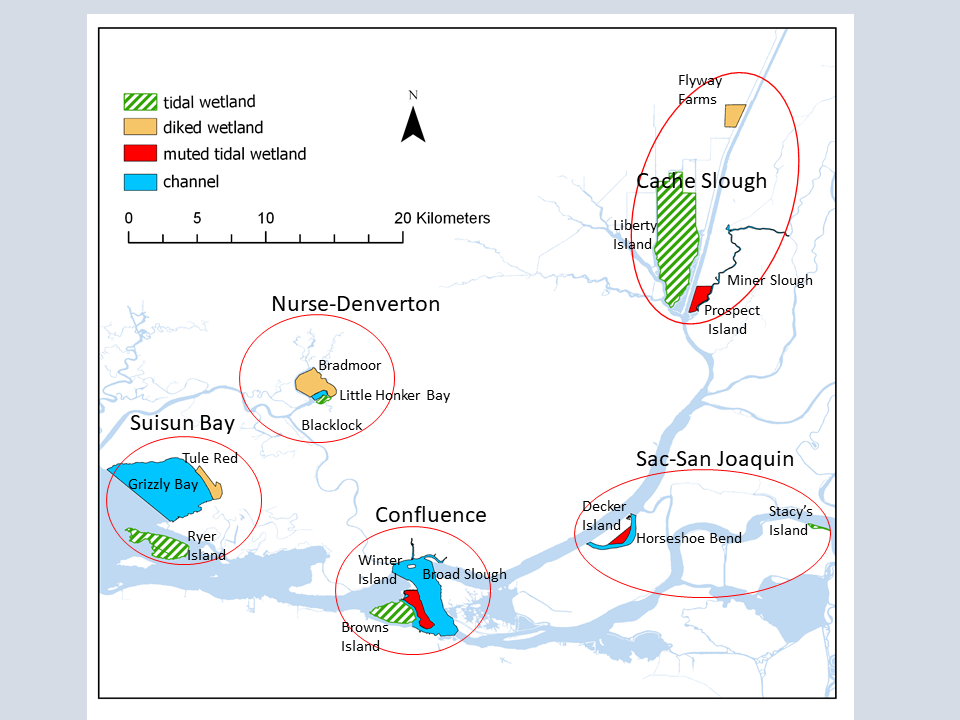 tidal wetland
diked wetland
muted tidal wetland
channel
0 5 10 20 Kilometers
N
Flyway
Farms
Cache Slough
Liberty
Island
Miner Slough
Prospect
Island
Nurse-Denverton
Bradmoor
Little Honker Bay
Blacklock
Suisun Bay
Tule Red
Grizzly Bay
Ryer
Island
Confluence
Winter
Island
Broad Slough
Browns
Island
Sac-San Joaquin
Decker
Island
Horseshoe Bend
Stacy's
Island